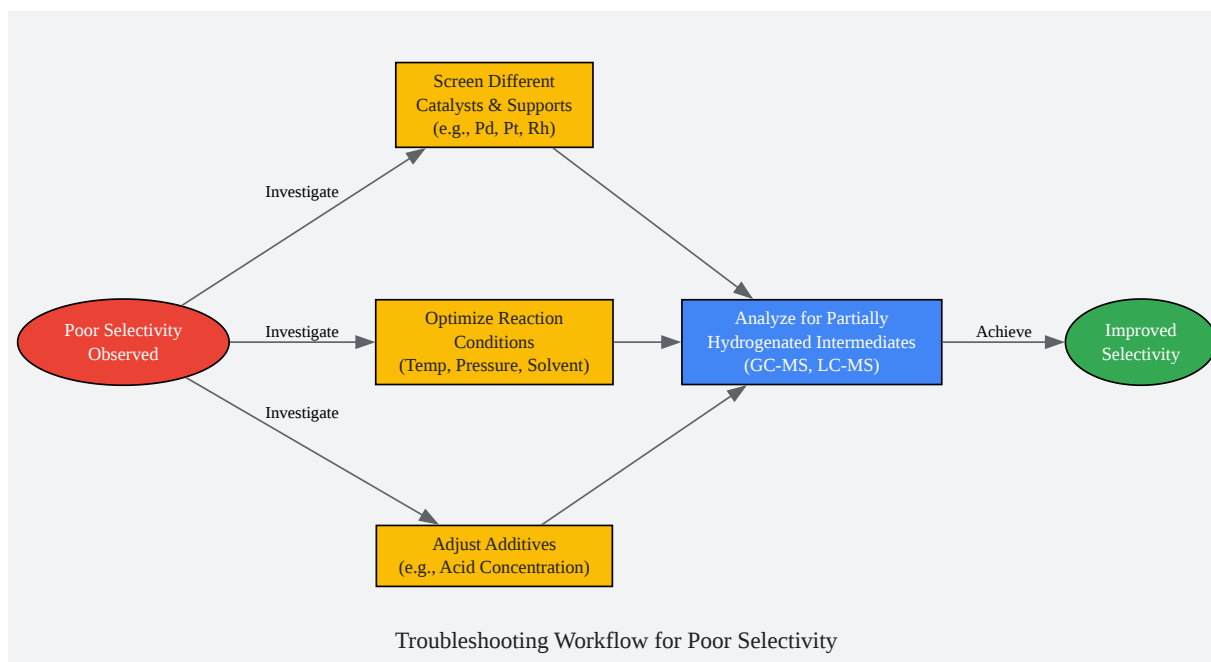 Screen Different
Catalysts & Supports
(e.g., Pd, Pt, Rh)
Investigate
Poor Selectivity
Observed
Investigate
Optimize Reaction
Conditions
(Temp, Pressure, Solvent)
Analyze for Partially
Hydrogenated Intermediates
(GC-MS, LC-MS)
Achieve
Improved
Selectivity
Investigate
Adjust Additives
(e.g., Acid Concentration)
Troubleshooting Workflow for Poor Selectivity